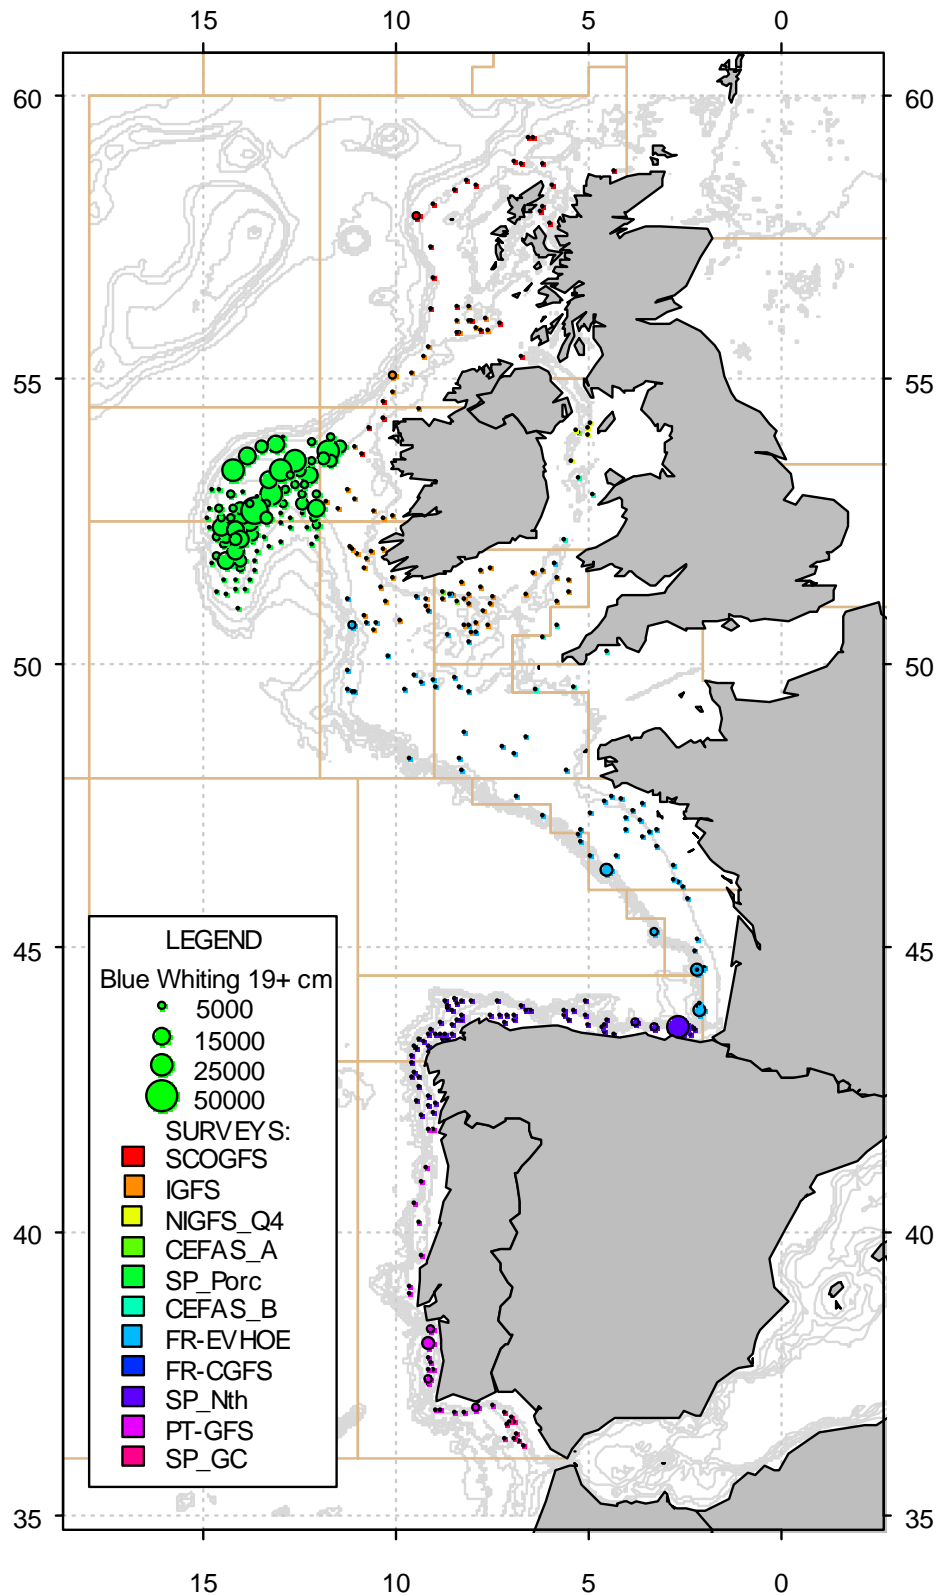 15 10 5 0
60 60
55 55
50 50
45 45
LEGEND
Blue Whiting 19+ cm
5000
15000
25000
50000
SURVEYS:
SCOGFS
IGFS
NIGFS_Q4
40 40
CEFAS_A
SP_Porc
CEFAS_B
FR-EVHOE
FR-CGFS
SP_Nth
PT-GFS
SP_GC
35 35
15 10 5 0